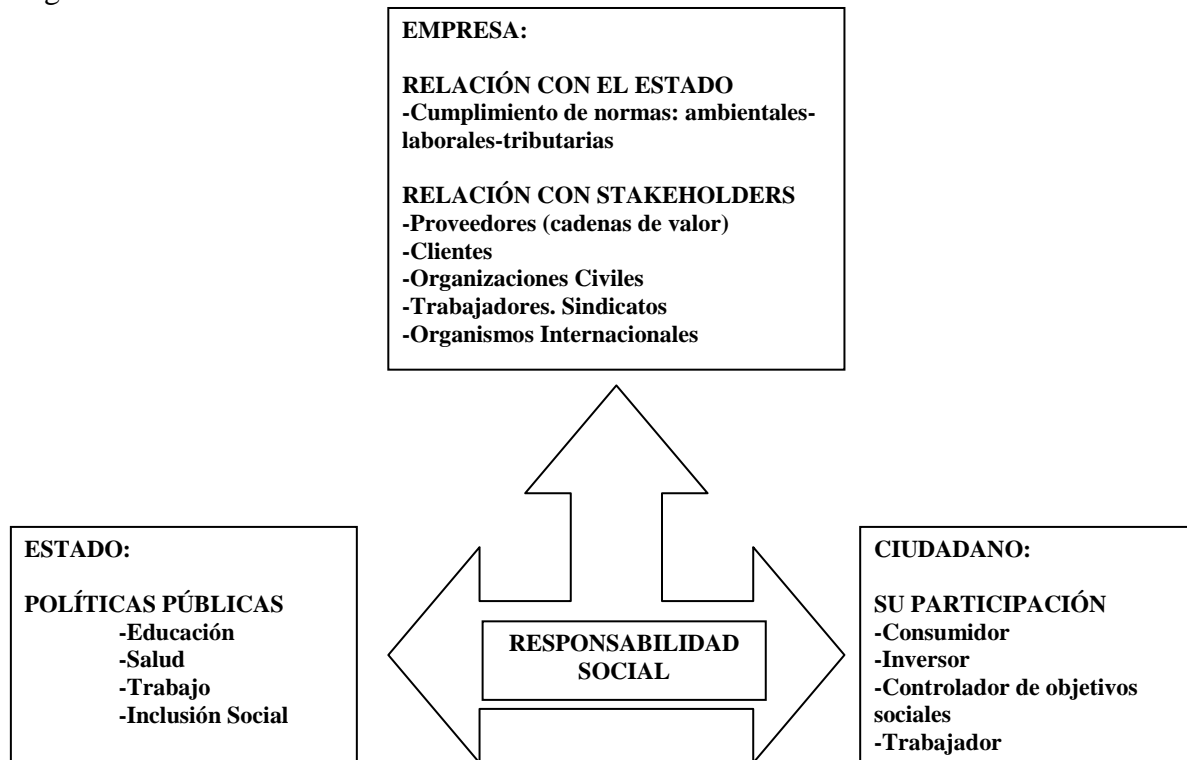 EMPRESA:
RELACIÓN CON EL ESTADO
-Cumplimiento de normas: ambientales-
laborales-tributarias
RELACIÓN CON STAKEHOLDERS
-Proveedores (cadenas de valor)
-Clientes
-Organizaciones Civiles
-Trabajadores. Sindicatos
-Organismos Internacionales
ESTADO:
POLÍTICAS PÚBLICAS
-Educación
-Salud
-Trabajo
-Inclusión Social
RESPONSABILIDAD
SOCIAL
CIUDADANO:
SU PARTICIPACIÓN
-Consumidor
-Inversor
-Controlador de objetivos
sociales
-Trabajador